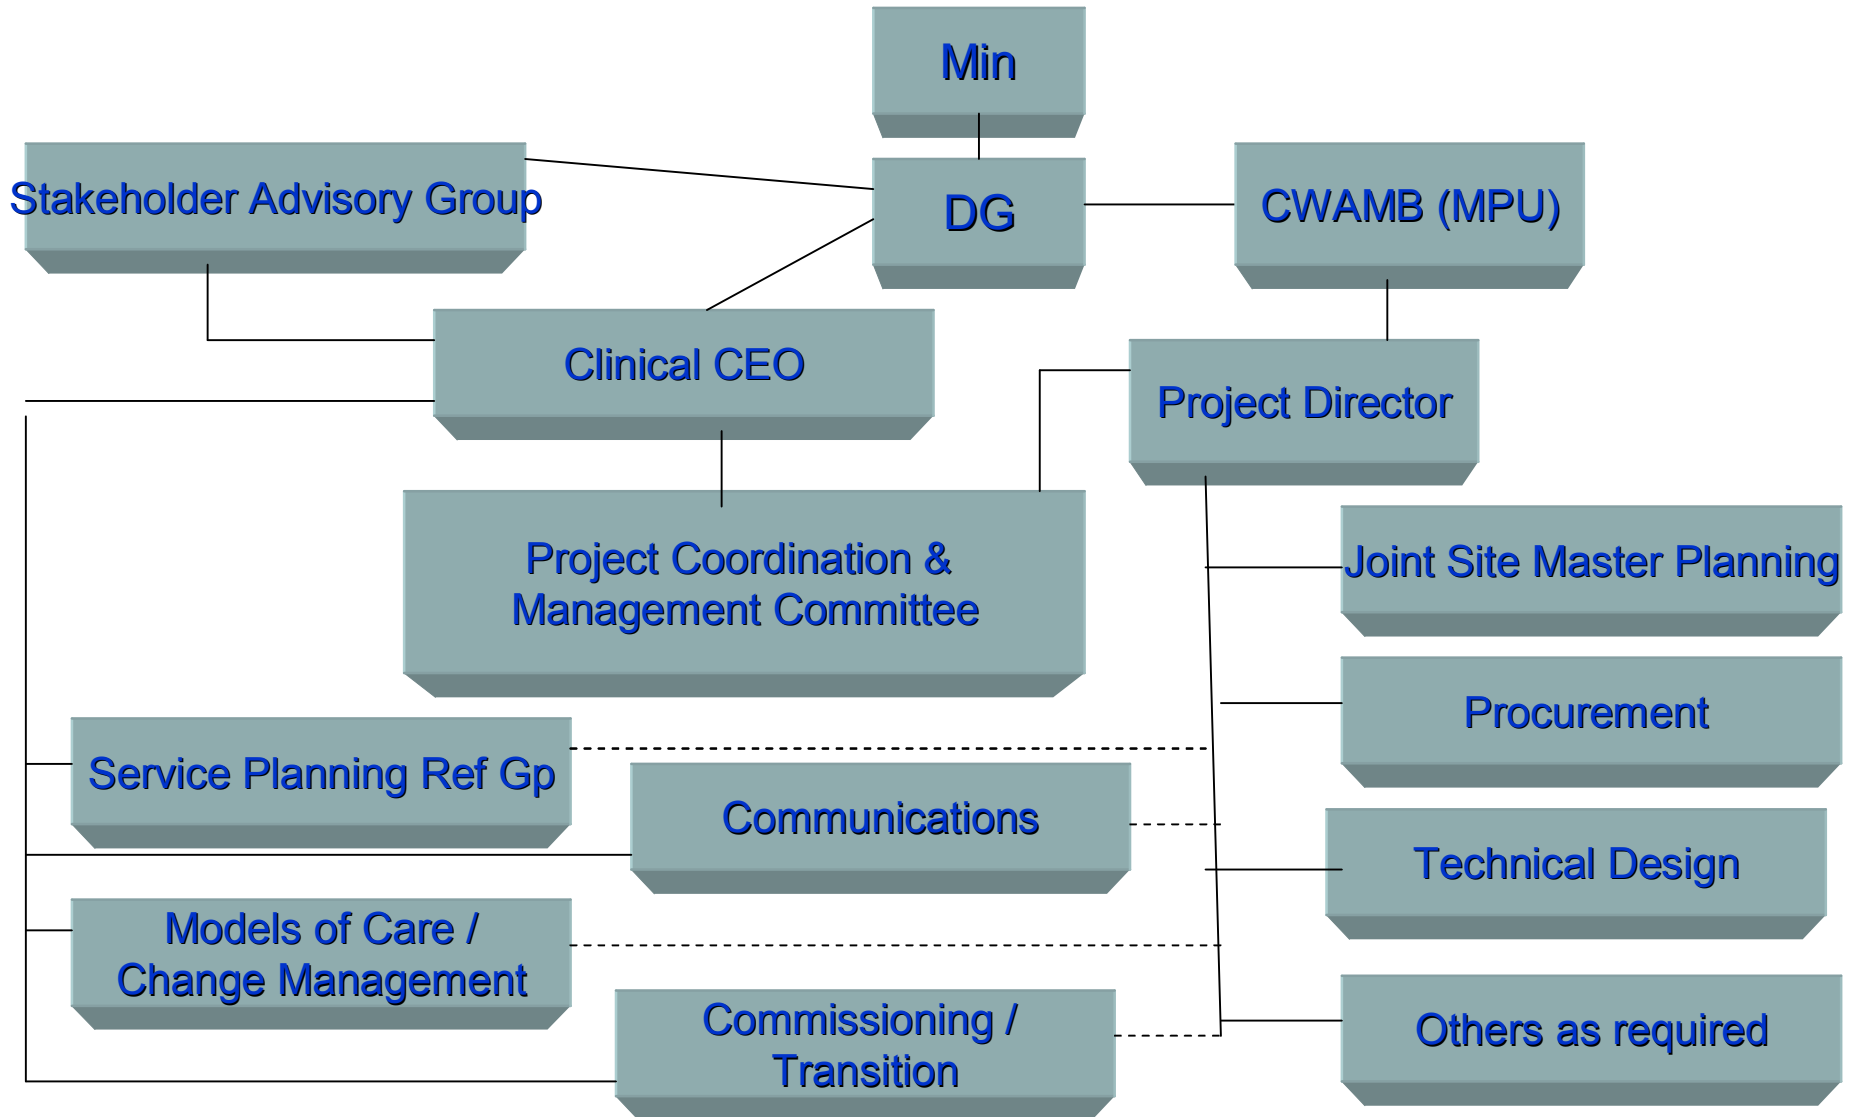 Min
Stakeholder Advisory Group
DG
CWAMB (MPU)
Clinical CEO
Project Director
Project Coordination &
Management Committee
Joint Site Master Planning
Procurement
Service Planning Ref Gp
Communications
Technical Design
Models of Care /
Change Management
Commissioning /
Transition
Others as required